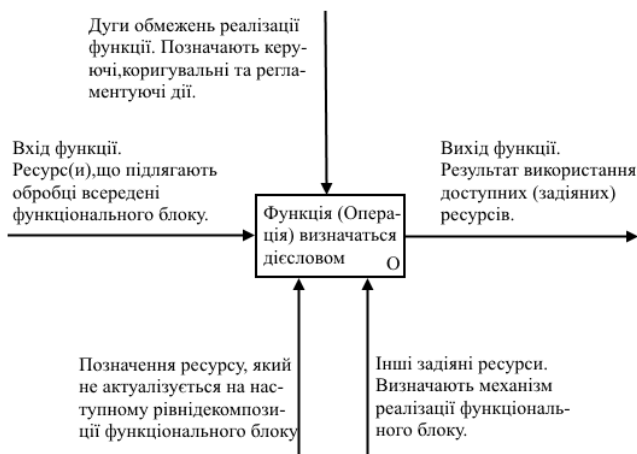 Дуги обмежень реалізації
функції. Позначають керу-
ючі,коригувальні та регла-
ментуючі дії.
Вхід функції.
Ресурс(и),що підлягають
обробці всередені
функціонального блоку.
Вихід функції.
Результат використання
доступних (задіяних)
ресурсів.
Функція (Опера-
ція) визначаться
дієсловом
О
Позначення ресурсу, який
не актуалізується на нас-
тупному рівнідекомпози-
ції функціонального блоку
Інші задіяні ресурси.
Визначають механізм
реалізації функціональ-
ного блоку.